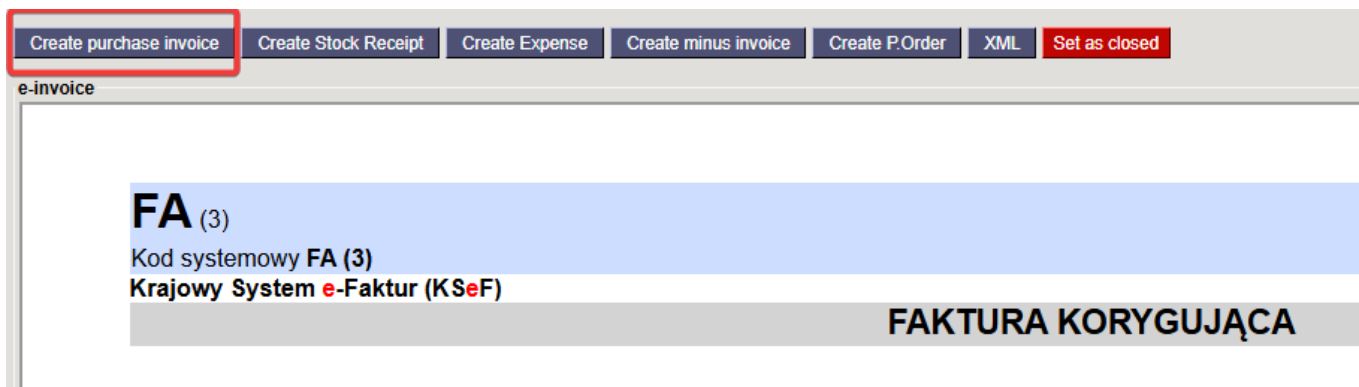 Create purchase invoice Create Stock Receipt Create Expense Create minus invoice Create P.Order XML Set as closed
e-invoice
FA (3)
Kod systemowy FA (3)
Krajowy System e-Faktur (KSeF)
FAKTURA KORYGUJĄCA